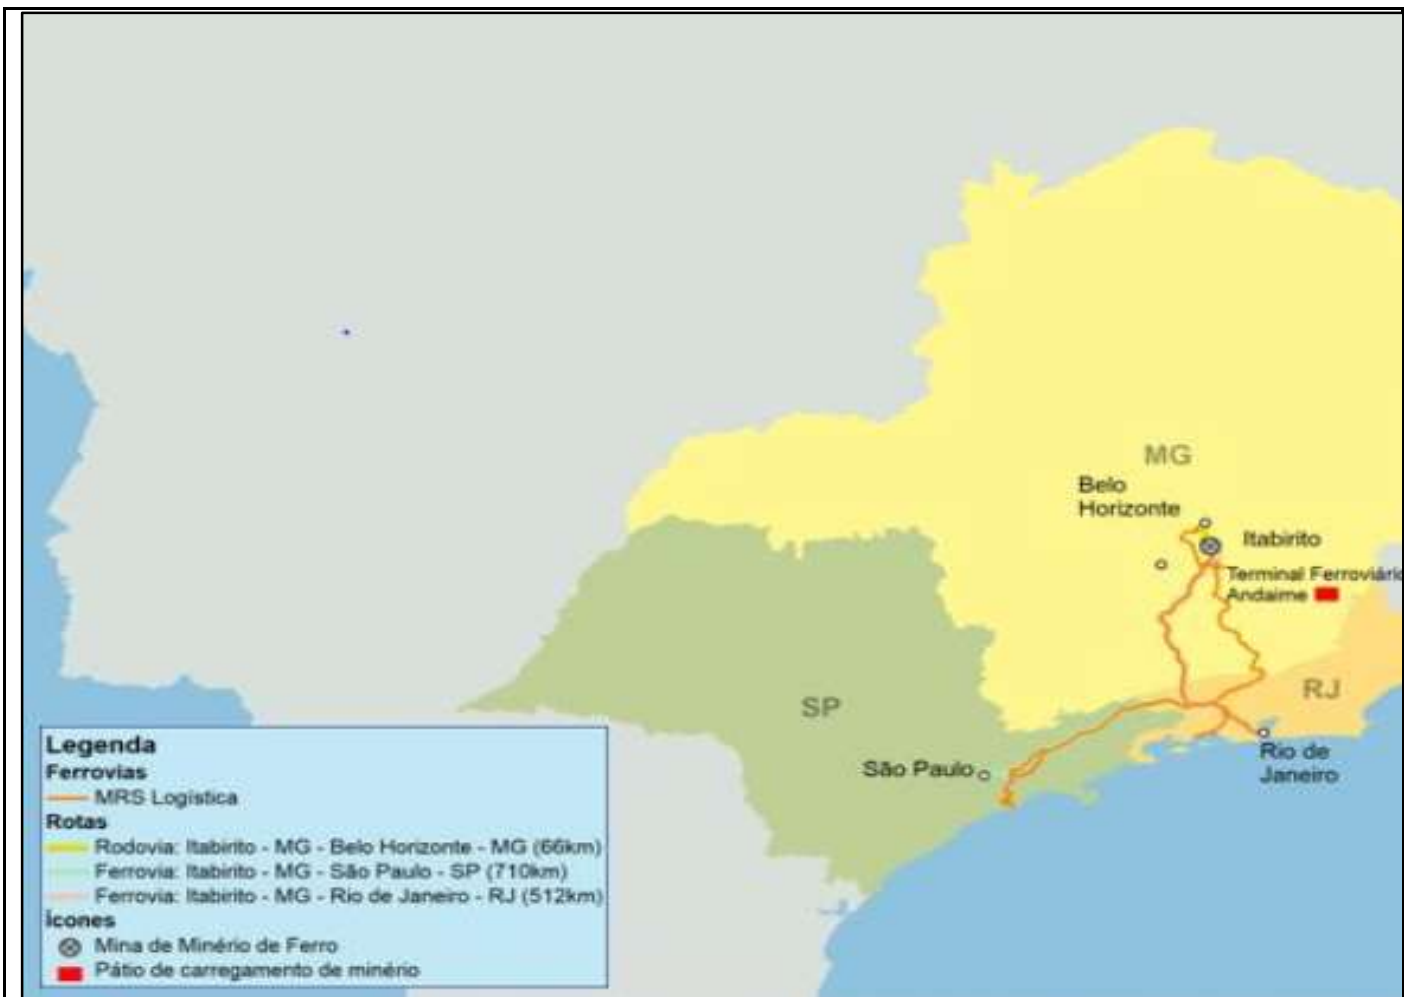 MG
Belo
Horizonte
Itabirito
Terminal Ferroviário
Andaime
RJ
SP
São Paulo
Rio de
Janeiro
Legenda
Ferrovias
MRS Logística
Rotas
Rodovia: Itabirito - MG - Belo Horizonte - MG (66km)
Ferrovia: Itabirito - MG - São Paulo - SP (710km)
Ferrovia: Itabirito - MG - Rio de Janeiro - RJ (512km)
Ícones
Mina de Minério de Ferro
Pátio de carregamento de minério